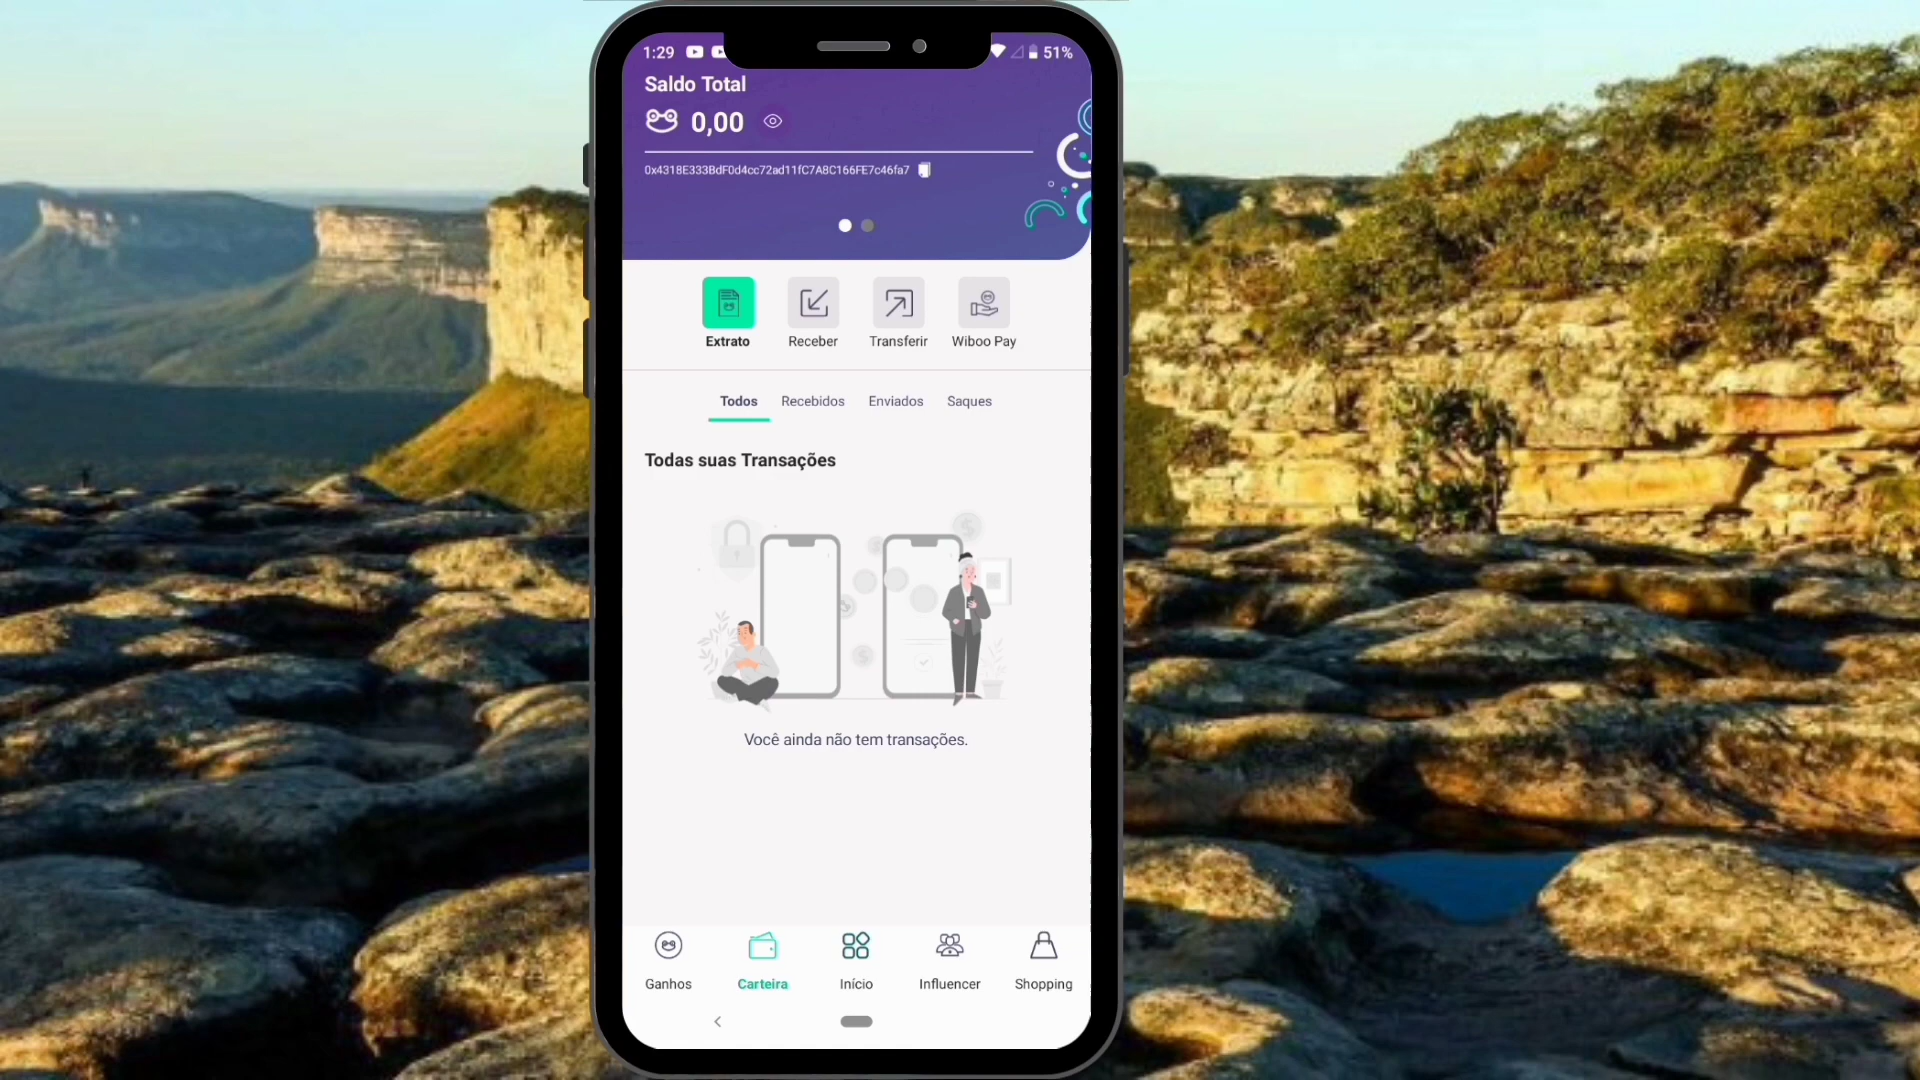 1:29
51%
Saldo Total
0,00
0x4318E333BdF0d4cc72ad11fC7A8C166FE7c46fa7
Extrato
Receber
Transferir
Wiboo Pay
Todos
Recebidos
Enviados
Saques
Todas suas Transações
Você ainda não tem transações.
Ganhos
Carteira
Início
Influencer
Shopping